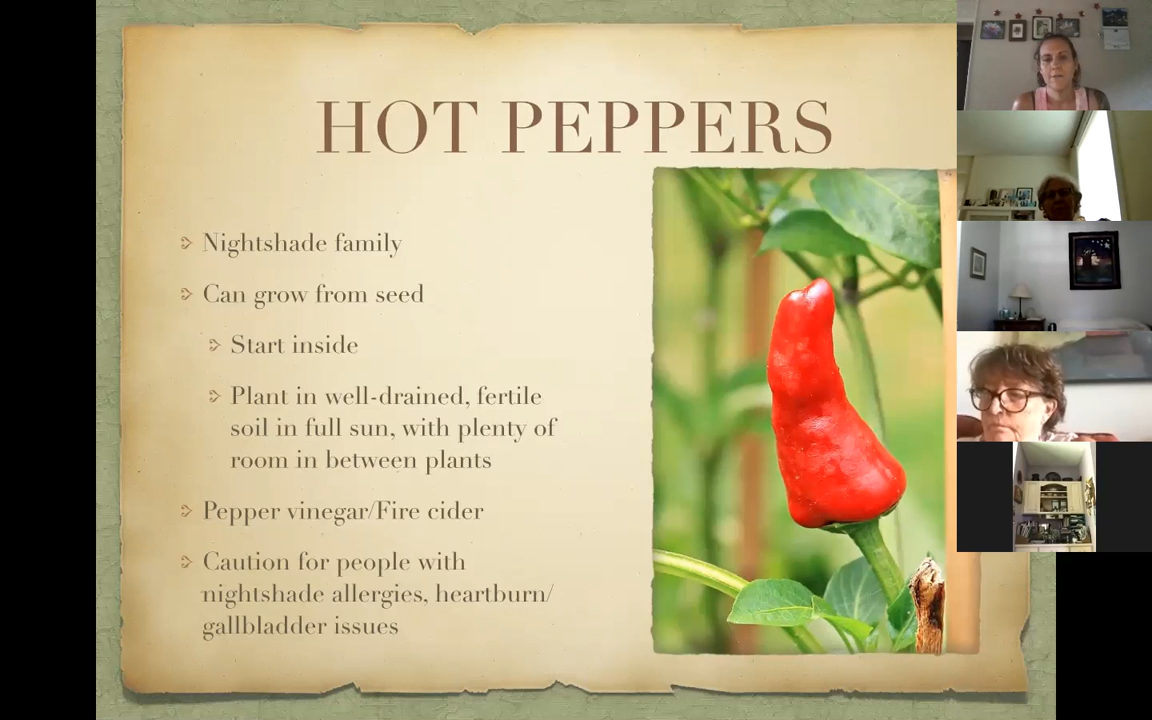 HOT PEPPERS
Nightshade family
Can grow from seed
Start inside
Plant in well-drained, fertile
soil in full sun, with plenty of
room in between plants
Pepper vinegar/Fire cider
Caution for people with
nightshade allergies, heartburn/
gallbladder issues